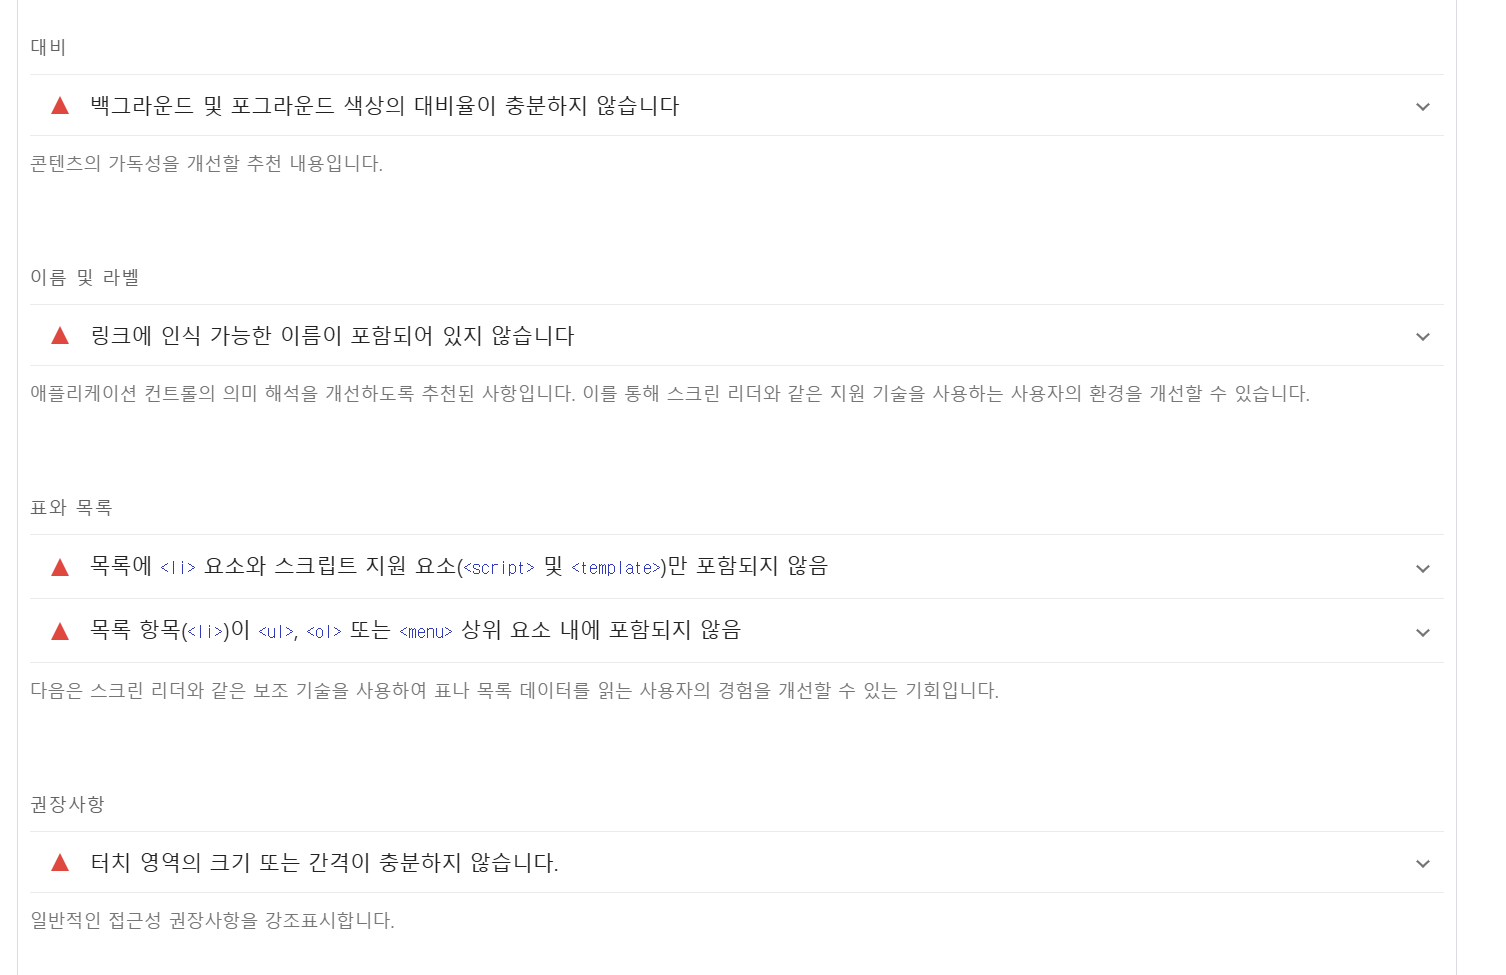 대비
백그라운드 및 포그라운드 색상의 대비율이 충분하지 않습니다
콘텐츠의 가독성을 개선할 추천 내용입니다.
이름 및 라벨
링크에 인식 가능한 이름이 포함되어 있지 않습니다
애플리케이션 컨트롤의 의미 해석을 개선하도록 추천된 사항입니다. 이를 통해 스크린 리더와 같은 지원 기술을 사용하는 사용자의 환경을 개선할 수 있습니다.
표와 목록
목록에 <li> 요소와 스크립트 지원 요소(<script> 및 <template>)만 포함되지 않음
목록 항목(<li>)이 <ul>, <ol> 또는 <menu> 상위 요소 내에 포함되지 않음
다음은 스크린 리더와 같은 보조 기술을 사용하여 표나 목록 데이터를 읽는 사용자의 경험을 개선할 수 있는 기회입니다.
권장사항
터치 영역의 크기 또는 간격이 충분하지 않습니다.
일반적인 접근성 권장사항을 강조표시합니다.